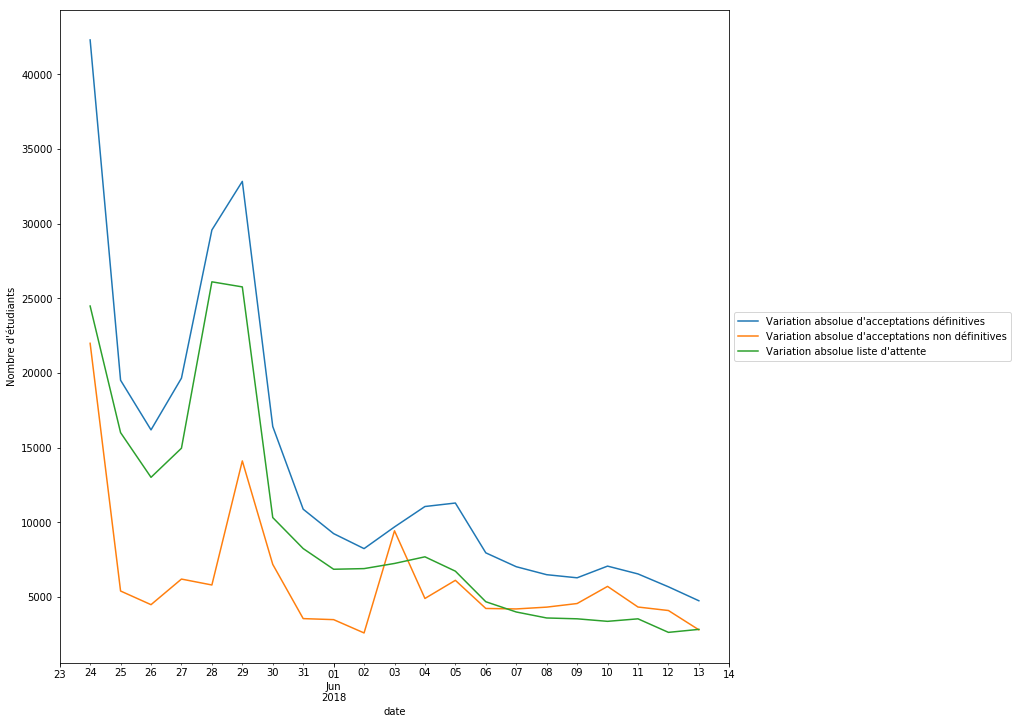 40000
35000
30000
25000
20000
15000
10000
5000
Nombre d'étudiants
23 24 25 26 27 28 29 30 31 01 02 03 04 05 06 07 08 09 10 11 12 13 14
Jun
2018
date
Variation absolue d'acceptations définitives
Variation absolue d'acceptations non définitives
Variation absolue liste d'attente